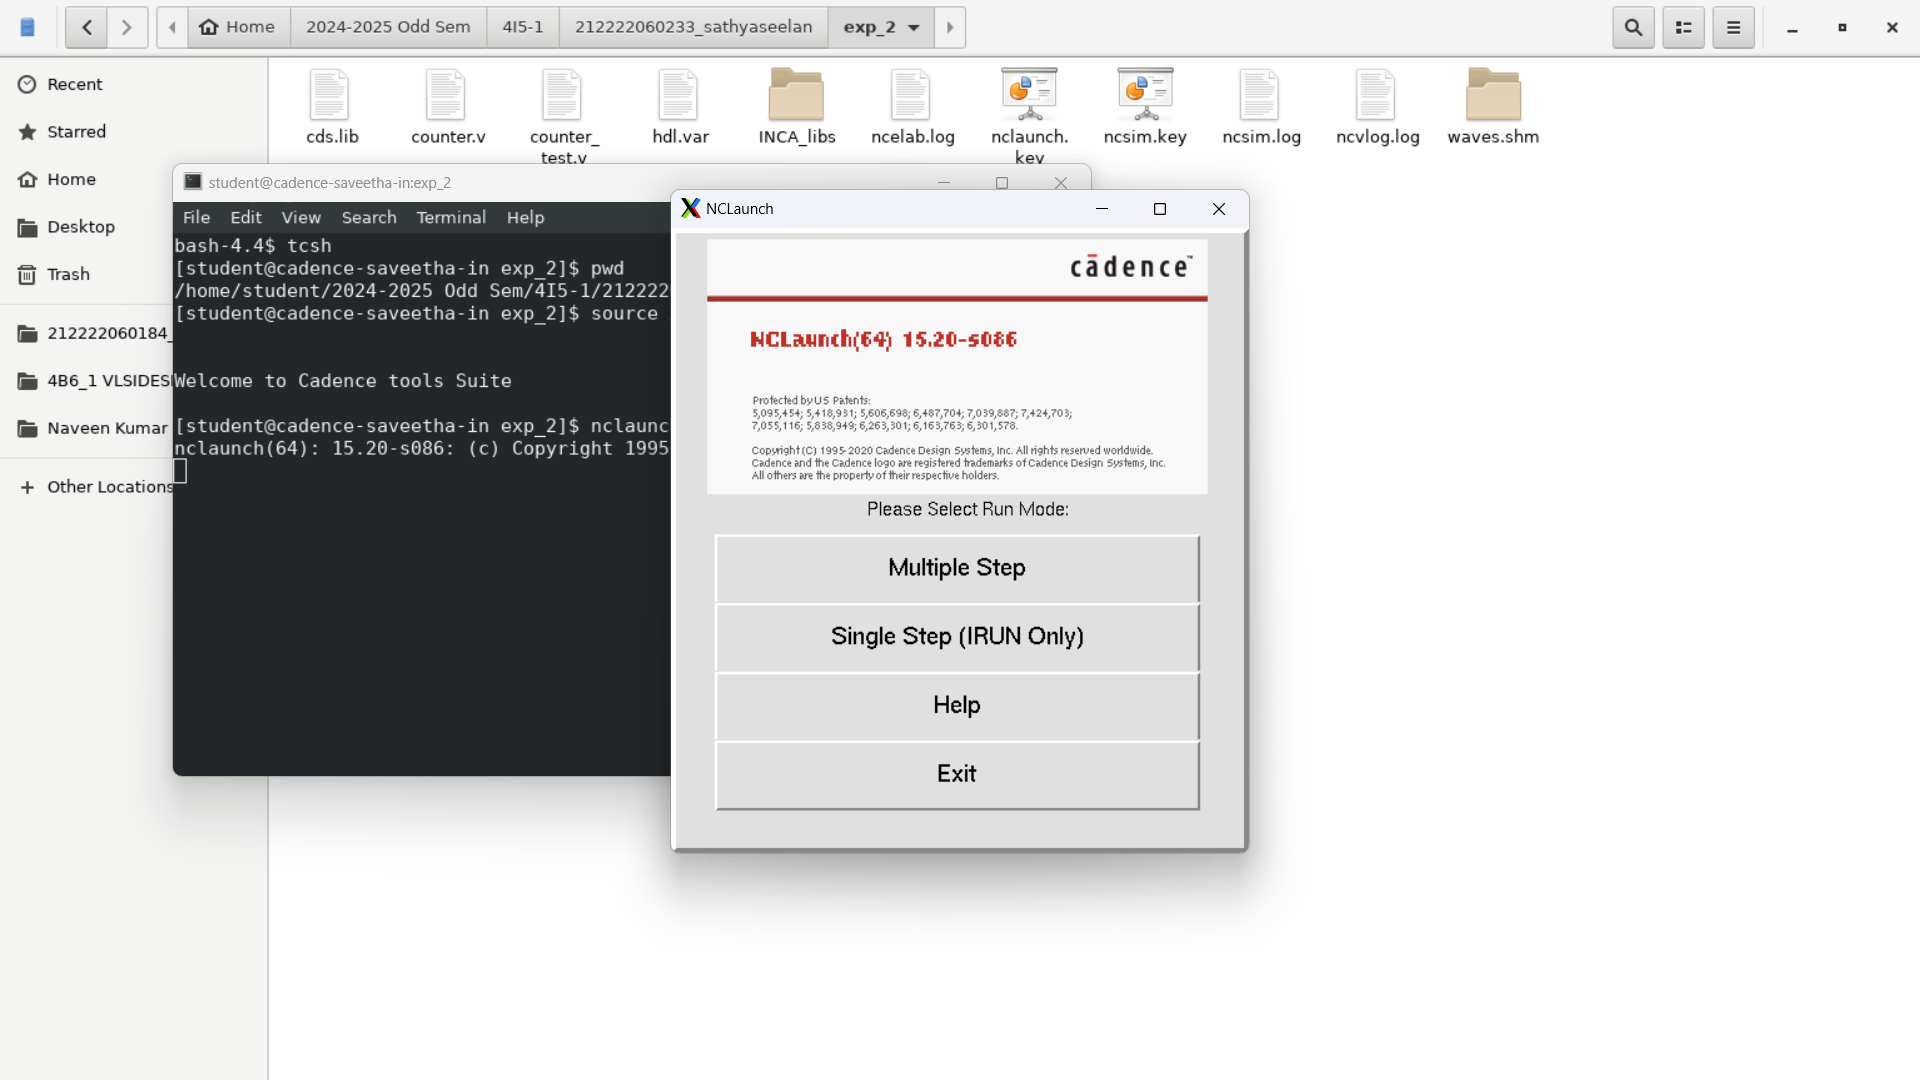 Home
2024-2025 Odd Sem
4I5-1
212222060233_sathyaseelan
exp_2
Recent
Starred
Home
Desktop
Trash
212222060184_
4B6_1 VLSIDES
Naveen Kumar
Other Locations
cds.lib
counter.v
counter_
test.v
hdl.var
INCA_libs
ncelab.log
nclaunch.
key
ncsim.key
ncsim.log
ncvlog.log
waves.shm
student@cadence-saveetha-in:exp_2
File Edit View Search Terminal Help
bash-4.4$ tcsh
[student@cadence-saveetha-in exp_2]$ pwd
/home/student/2024-2025 Odd Sem/4I5-1/212222
[student@cadence-saveetha-in exp_2]$ source
Welcome to Cadence tools Suite
[student@cadence-saveetha-in exp_2]$ nclaunc
nclaunch(64): 15.20-s086: (c) Copyright 1995
NCLaunch
cādence™
NCLaunch(64) 15.20-s086
Protected by US Patents:
5,095,454; 5,418,931; 5,606,698; 6,487,704; 7,039,887; 7,424,703;
7,055,116; 5,838,949; 6,263,301; 6,163,763; 6,301,578.
Copyright (C) 1995-2020 Cadence Design Systems, Inc. All rights reserved worldwide.
Cadence and the Cadence logo are registered trademarks of Cadence Design Systems, Inc.
All others are the property of their respective holders.
Please Select Run Mode:
Multiple Step
Single Step (IRUN Only)
Help
Exit